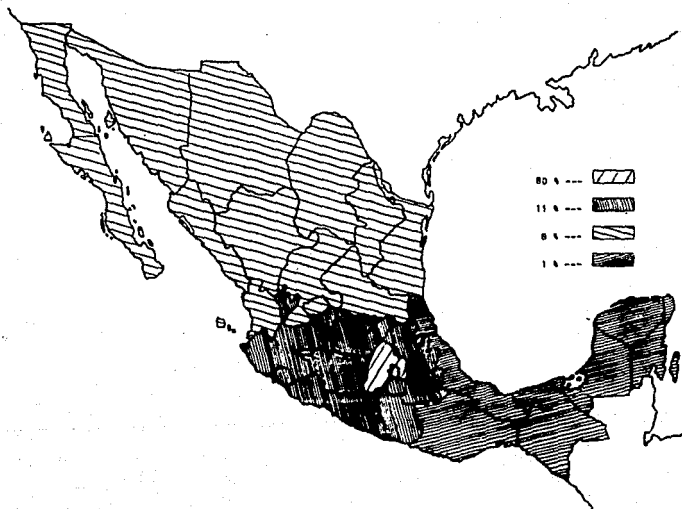 80 % ---
11 % ---
8 % ---
1 % ---